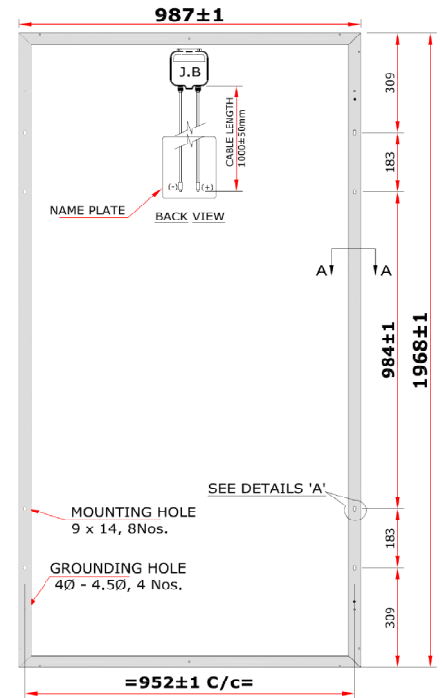 987±1
J.B
309
CABLE LENGTH
1000±50mm
183
(-)
(+)
NAME PLATE
BACK VIEW
A
A
984±1
1968±1
SEE DETAILS 'A'
MOUNTING HOLE
9 x 14, 8Nos.
183
GROUNDING HOLE
4Ø - 4.5Ø, 4 Nos.
309
=952±1 C/c=